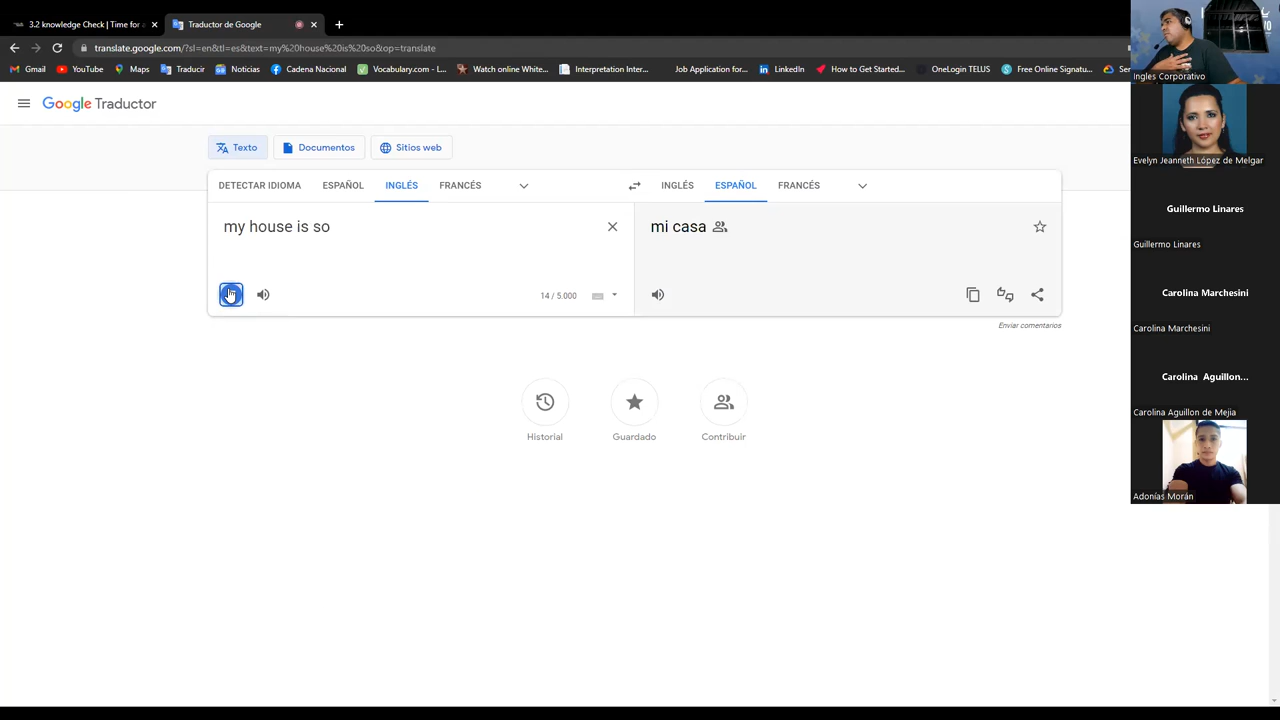 3.2 knowledge Check | Time for a
Traductor de Google
translate.google.com/?sl=en&tl=es&text=my%20house%20is%20so&op=translate
Gmail
YouTube
Maps
Traducir
Noticias
Cadena Nacional
Vocabulary.com - L...
Watch online White...
Interpretation Inter...
Job Application for...
LinkedIn
How to Get Started...
OneLogin TELUS
Free Online Signatu...
Ser
Google Traductor
Texto
Documentos
Sitios web
DETECTAR IDIOMA
ESPAÑOL
INGLÉS
FRANCÉS
INGLÉS
ESPAÑOL
FRANCÉS
my house is so
mi casa
14 / 5.000
Enviar comentarios
Historial
Guardado
Contribuir
Ingles Corporativo
Evelyn Jeanneth López de Melgar
Guillermo Linares
Guillermo Linares
Carolina Marchesini
Carolina Marchesini
Carolina Aguillon...
Carolina Aguillon de Mejia
Adonías Morán